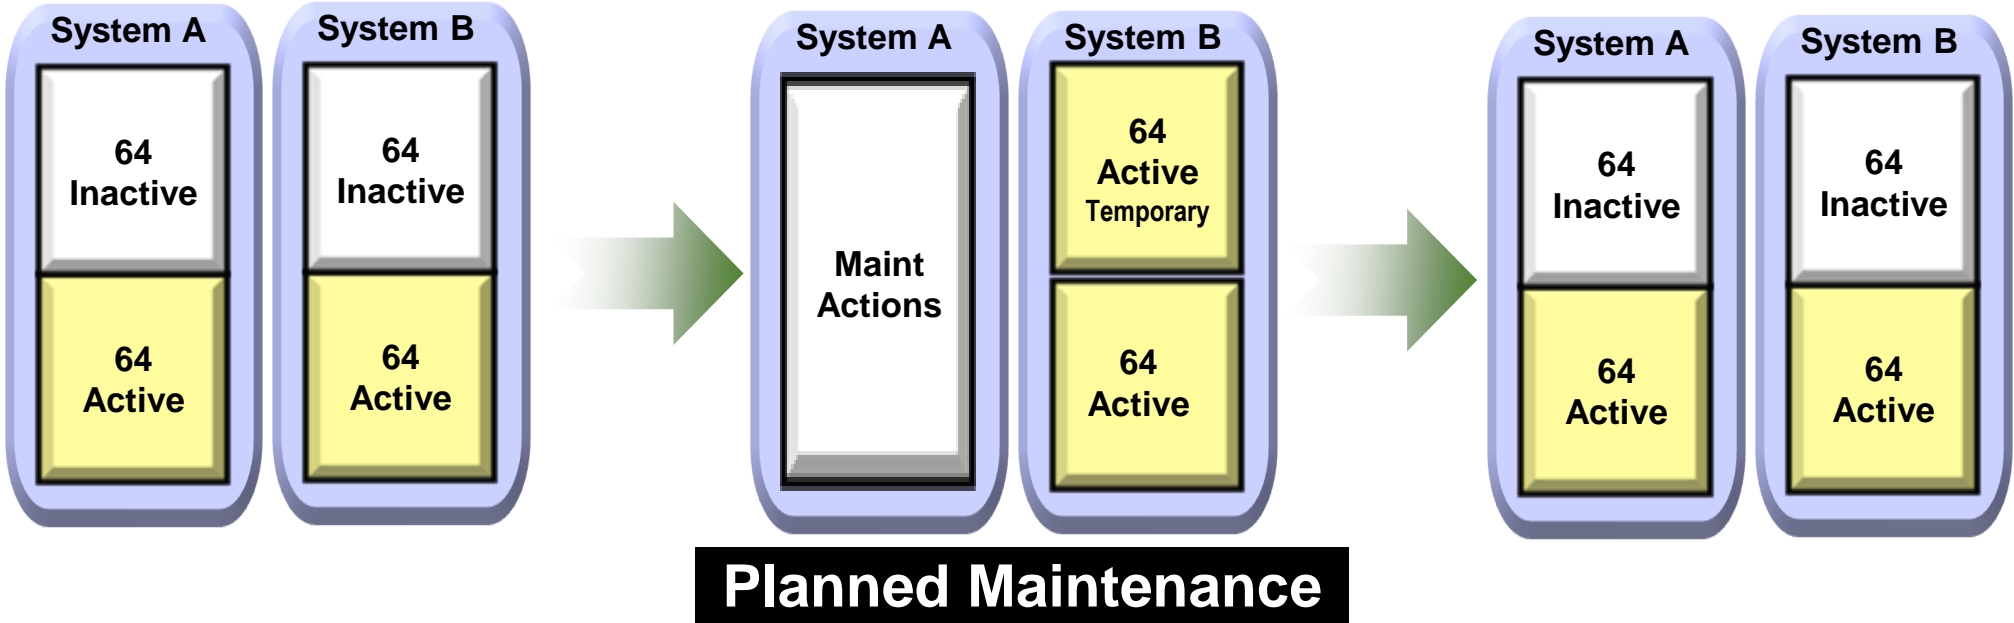 System A
64
Inactive
64
Active
System B
64
Inactive
64
Active
System A
Maint
Actions
System B
64
Active
Temporary
64
Active
System A
64
Inactive
64
Active
System B
64
Inactive
64
Active
Planned Maintenance